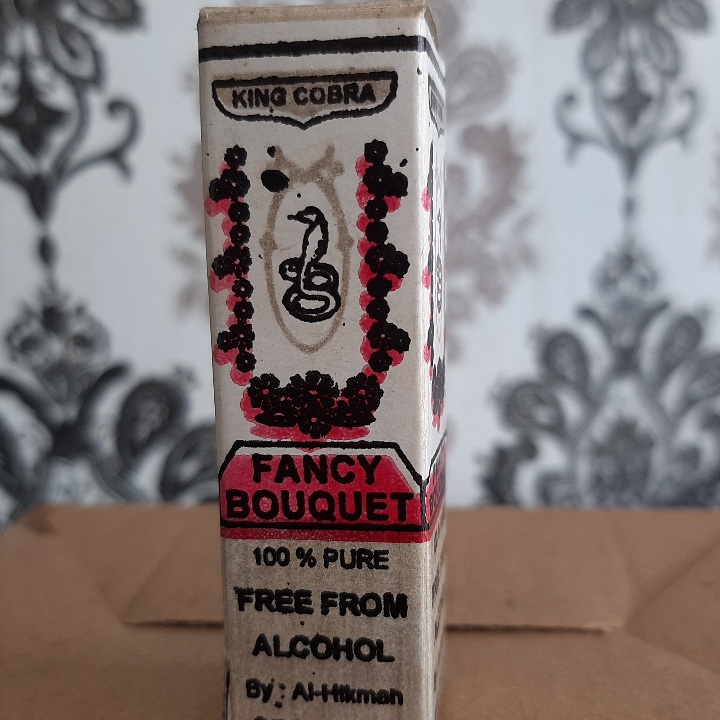 KING COBRA
FANCY
BOUQUET
100 % PURE
FREE FROM
ALCOHOL
By : Al-Hikmah